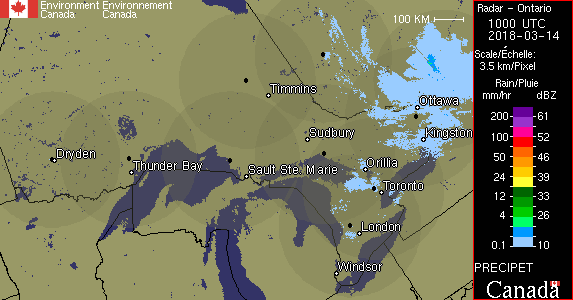 Environment Environnement
Canada Canada
100 KM
Timmins
Ottawa
Sudbury
Kingston
Dryden
Thunder Bay
Sault Ste. Marie
Orillia
Toronto
London
Windsor
Radar - Ontario
1000 UTC
2018-03-14
Scale/Échelle:
3.5 km/Pixel
Rain/Pluie
mm/hr dBZ
200 61
100 52
50 46
24 39
12 33
4 26
0.1 10
PRECIPET
Canada